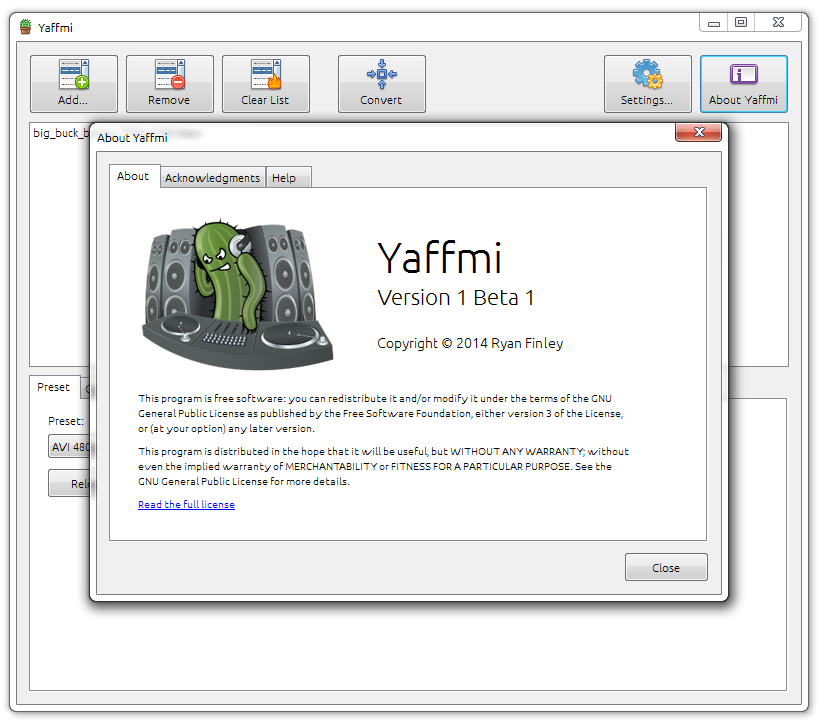 Yaffmi
Add...
Remove
Clear List
Convert
Settings...
About Yaffmi
big_buck_b
About Yaffmi
About
Acknowledgments
Help
Yaffmi
Version 1 Beta 1
Copyright © 2014 Ryan Finley
This program is free software: you can redistribute it and/or modify it under the terms of the GNU
General Public License as published by the Free Software Foundation, either version 3 of the License,
or (at your option) any later version.
This program is distributed in the hope that it will be useful, but WITHOUT ANY WARRANTY; without
even the implied warranty of MERCHANTABILITY or FITNESS FOR A PARTICULAR PURPOSE. See the
GNU General Public License for more details.
Read the full license
Close
Preset
Preset:
AVI 480
Rel